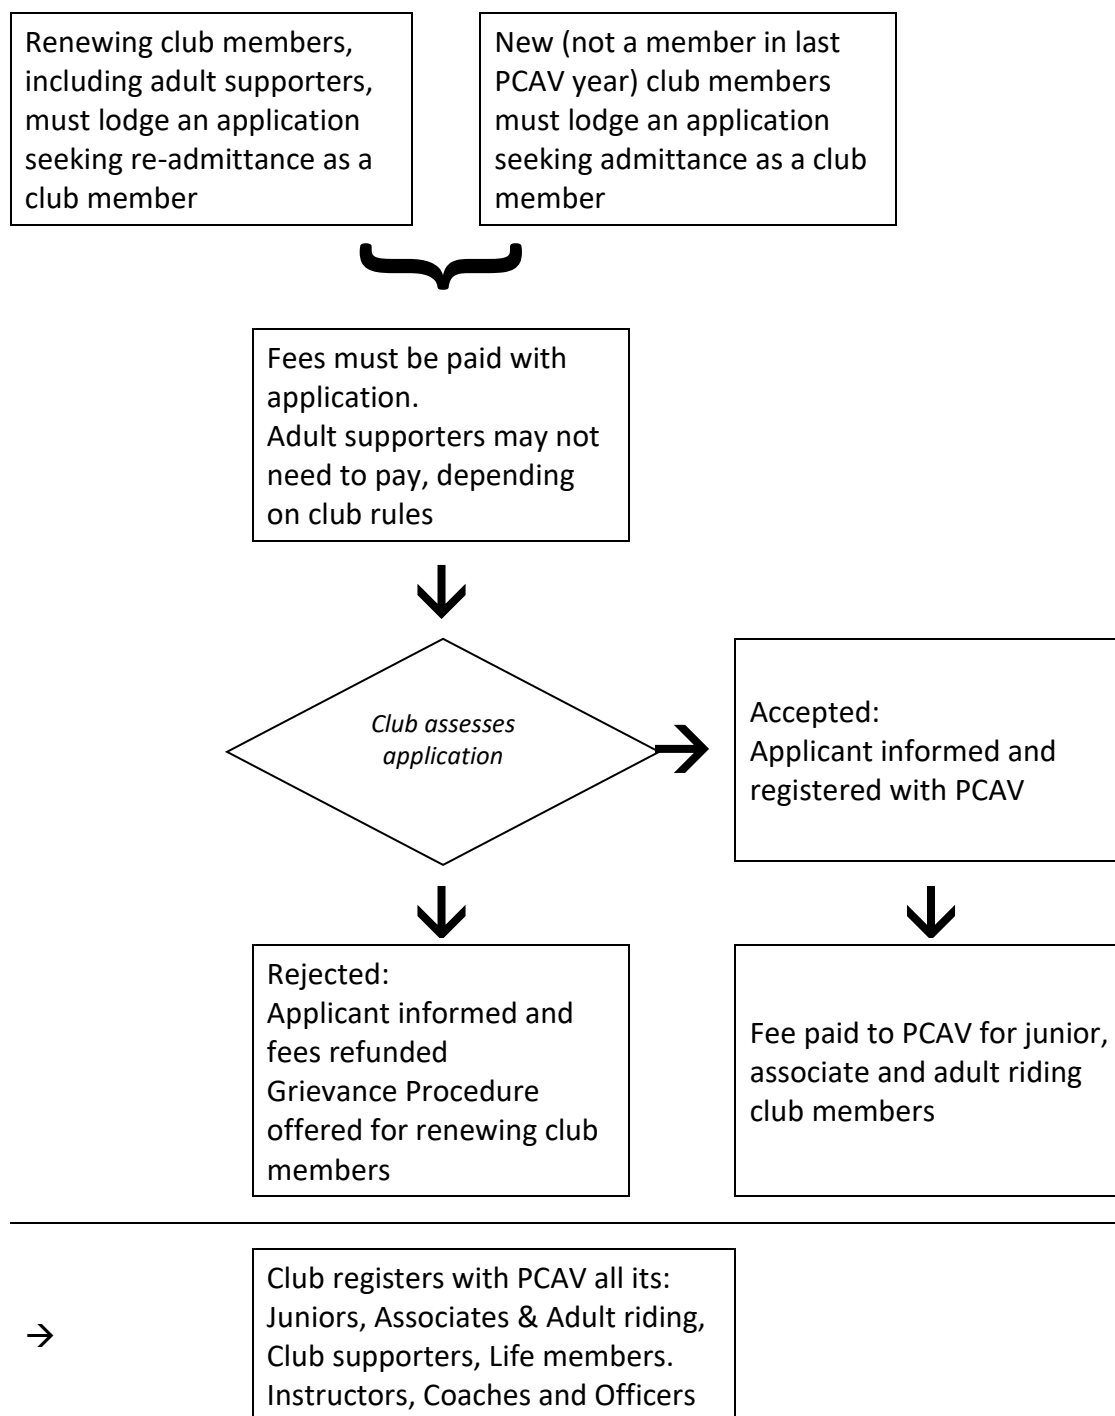 Renewing club members,
including adult supporters,
must lodge an application
seeking re-admittance as a
club member
New (not a member in last
PCAV year) club members
must lodge an application
seeking admittance as a club
member
Fees must be paid with
application.
Adult supporters may not
need to pay, depending
on club rules
Club assesses
application
Accepted:
Applicant informed and
registered with PCAV
Rejected:
Applicant informed and
fees refunded
Grievance Procedure
offered for renewing club
members
Fee paid to PCAV for junior,
associate and adult riding
club members
Club registers with PCAV all its:
Juniors, Associates & Adult riding,
Club supporters, Life members.
Instructors, Coaches and Officers